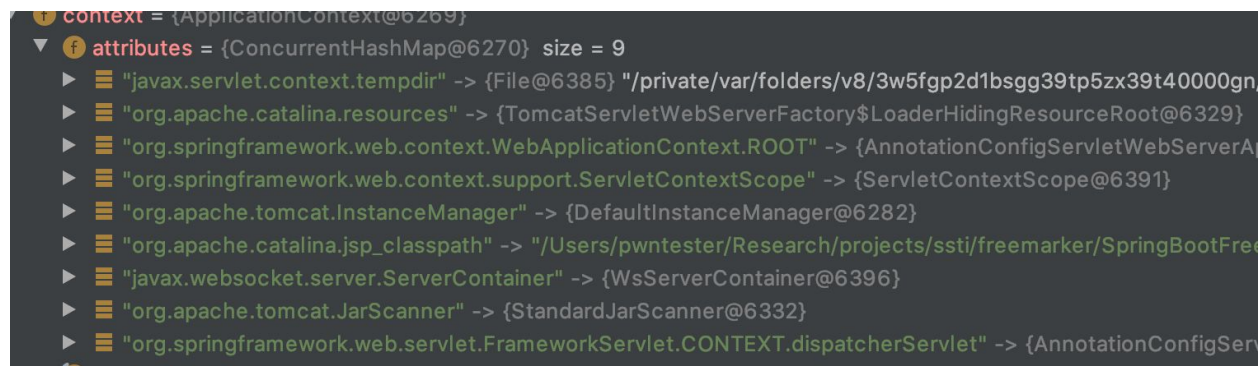 f context = {ApplicationContext@6269}
f attributes = {ConcurrentHashMap@6270} size = 9
"javax.servlet.context.tempdir" -> {File@6385} "/private/var/folders/v8/3w5fgp2d1bsgg39tp5zx39t40000gn/
"org.apache.catalina.resources" -> {TomcatServletWebServerFactory$LoaderHidingResourceRoot@6329}
"org.springframework.web.context.WebApplicationContext.ROOT" -> {AnnotationConfigServletWebServerAp
"org.springframework.web.context.support.ServletContextScope" -> {ServletContextScope@6391}
"org.apache.tomcat.InstanceManager" -> {DefaultInstanceManager@6282}
"org.apache.catalina.jsp_classpath" -> "/Users/pwntester/Research/projects/ssti/freemarker/SpringBootFree
"javax.websocket.server.ServerContainer" -> {WsServerContainer@6396}
"org.apache.tomcat.JarScanner" -> {StandardJarScanner@6332}
"org.springframework.web.servlet.FrameworkServlet.CONTEXT.dispatcherServlet" -> {AnnotationConfigServ